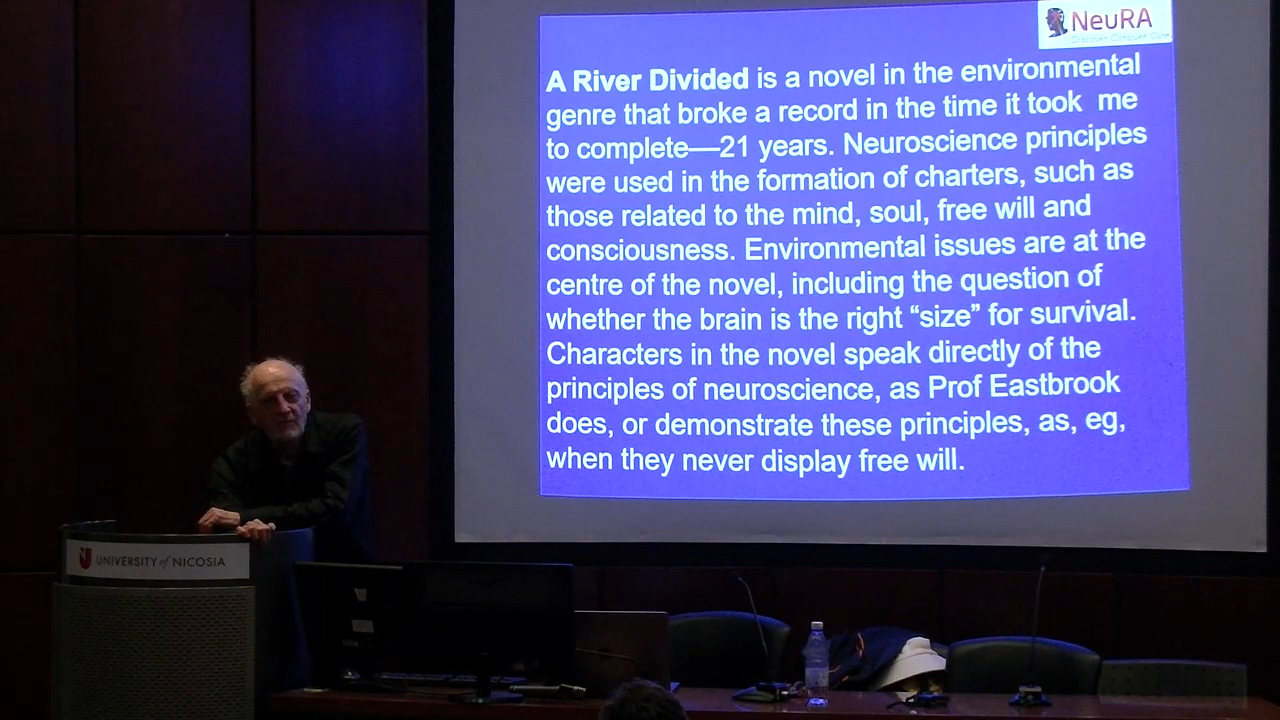 NeuRA
Discover. Conquer. Cure.
A River Divided is a novel in the environmental
genre that broke a record in the time it took  me
to complete—21 years. Neuroscience principles
were used in the formation of charters, such as
those related to the mind, soul, free will and
consciousness. Environmental issues are at the
centre of the novel, including the question of
whether the brain is the right “size” for survival.
Characters in the novel speak directly of the
principles of neuroscience, as Prof Eastbrook
does, or demonstrate these principles, as, eg,
when they never display free will.
UNIVERSITY of NICOSIA